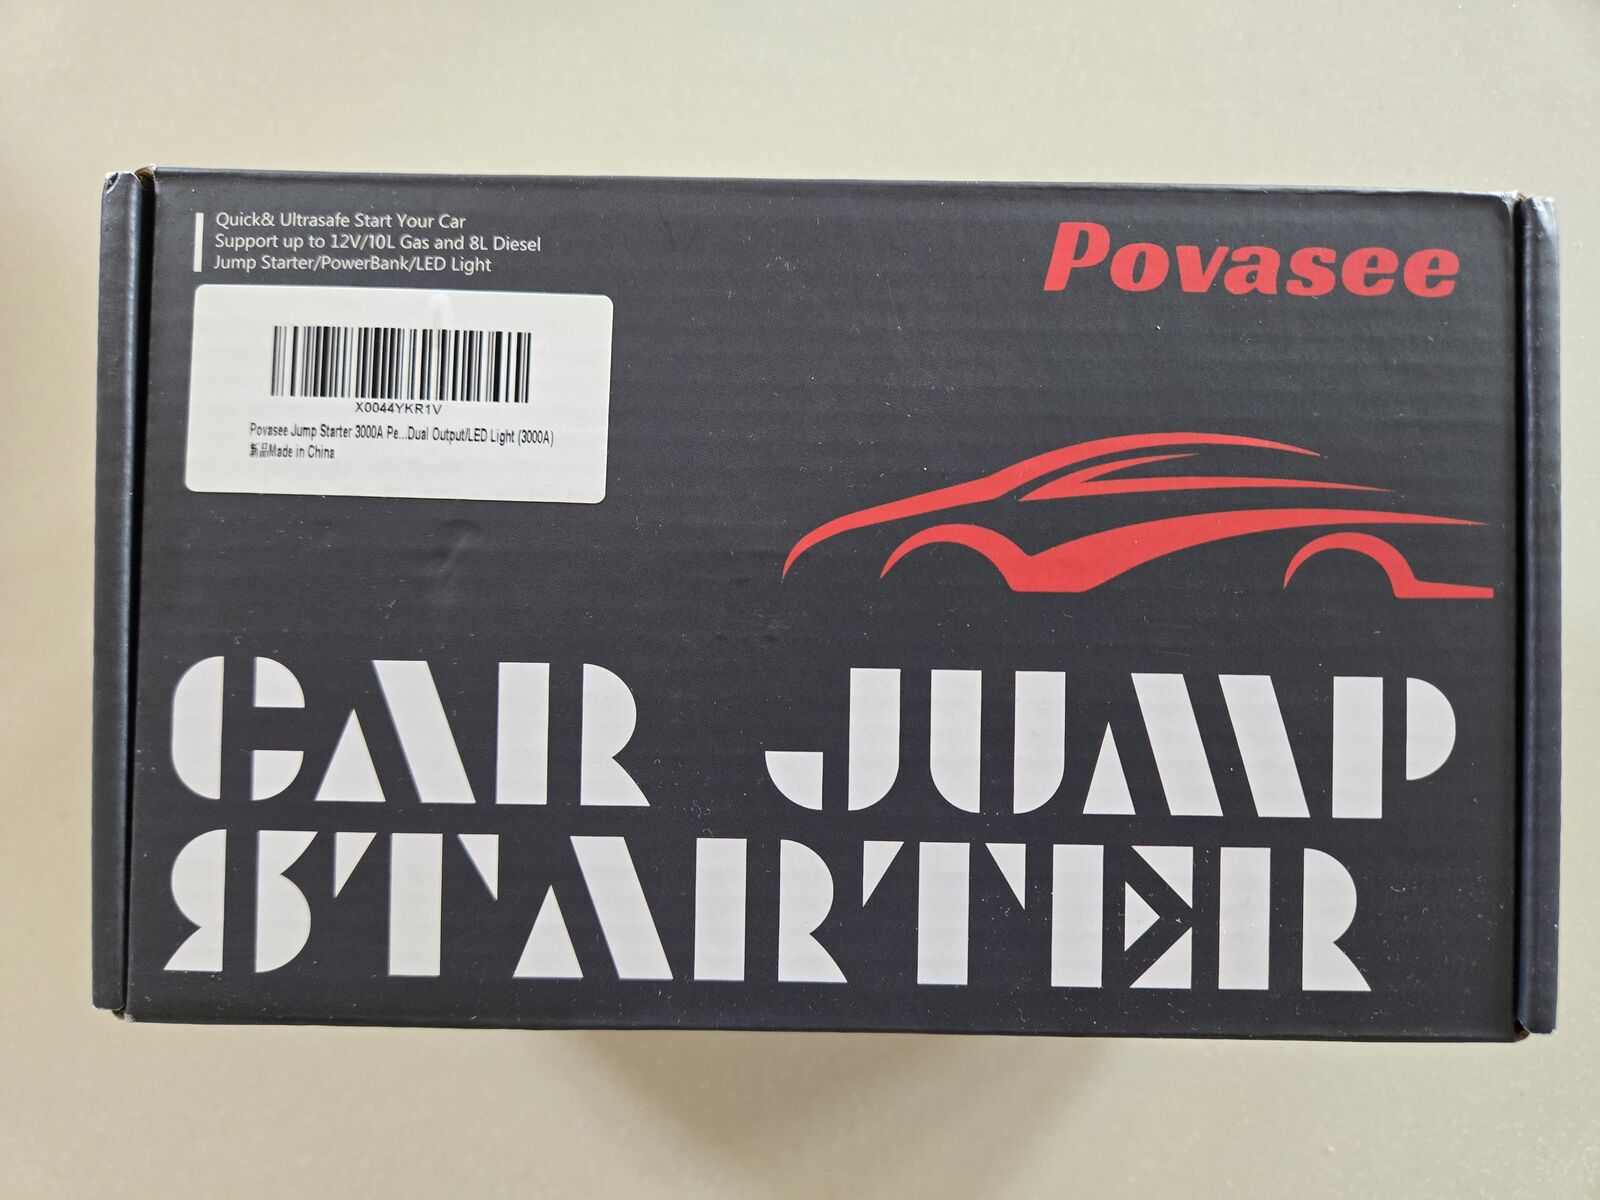 Quick& Ultrasafe Start Your Car
Support up to 12V/10L Gas and 8L Diesel
Jump Starter/PowerBank/LED Light
Povasee
X0044YKR1V
Povasee Jump Starter 3000A Pe...Dual Output/LED Light (3000A)
新品Made in China
CAR JUMP
STARTER